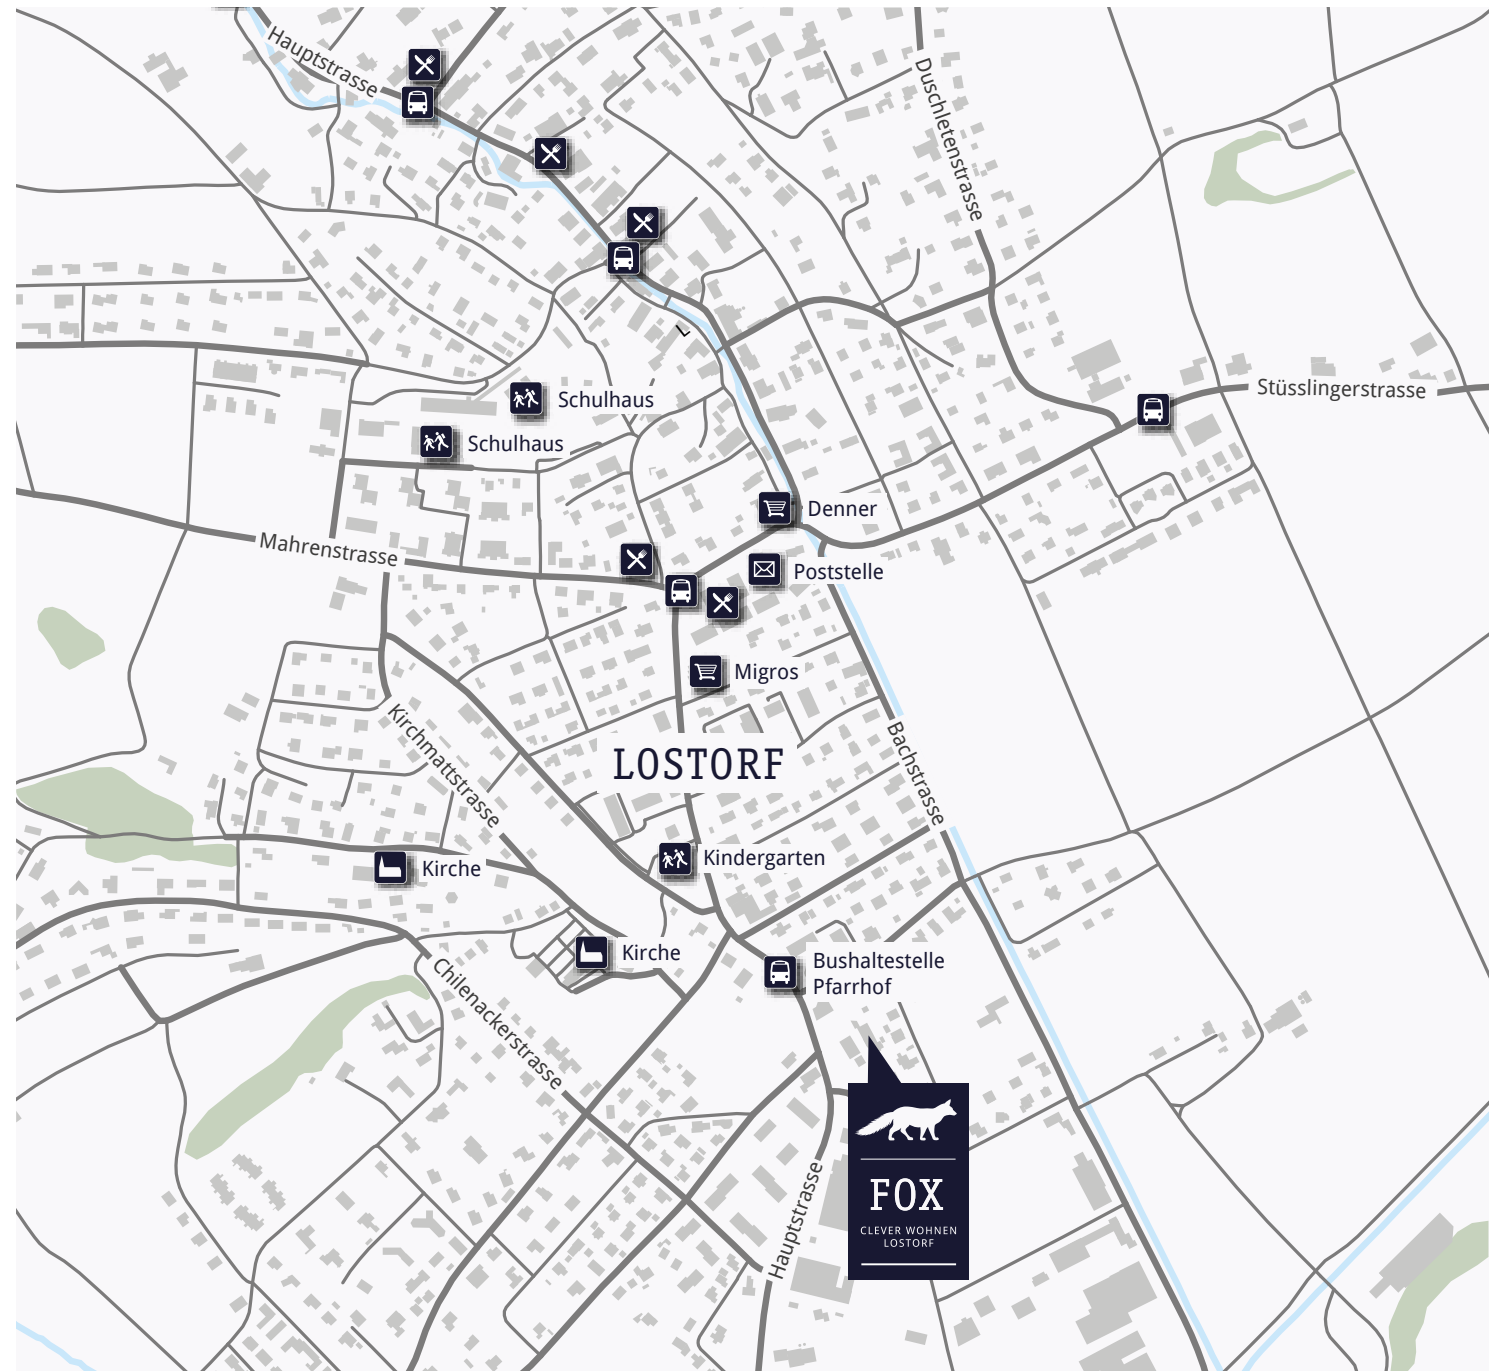 Hauptstrasse
Duschletenstrasse
Stüsslingerstrasse
Schulhaus
Schulhaus
Denner
Mahrenstrasse
Poststelle
Migros
Kirchmattstrasse
LOSTORF
Bachstrasse
Kindergarten
Kirche
Kirche
Bushaltestelle
Pfarrhof
Chilenackerstrasse
Hauptstrasse
FOX
CLEVER WOHNEN
LOSTORF